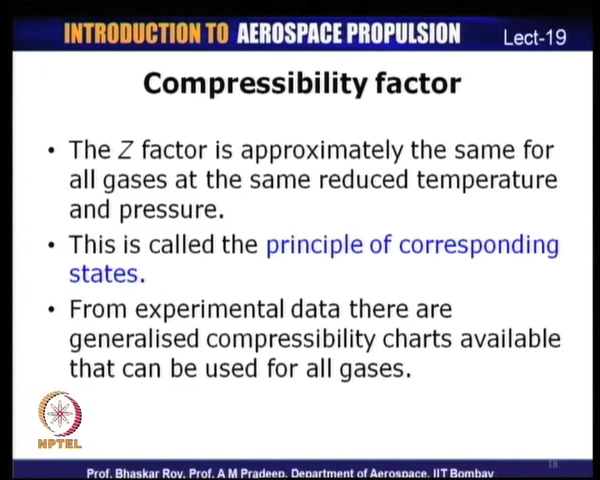 INTRODUCTION TO AEROSPACE PROPULSION Lect-19
Compressibility factor
• The Z factor is approximately the same for
all gases at the same reduced temperature
and pressure.
• This is called the principle of corresponding
states.
• From experimental data there are
generalised compressibility charts available
that can be used for all gases.
NPTEL
18
Prof. Bhaskar Roy, Prof. A M Pradeep, Department of Aerospace, IIT Bombay